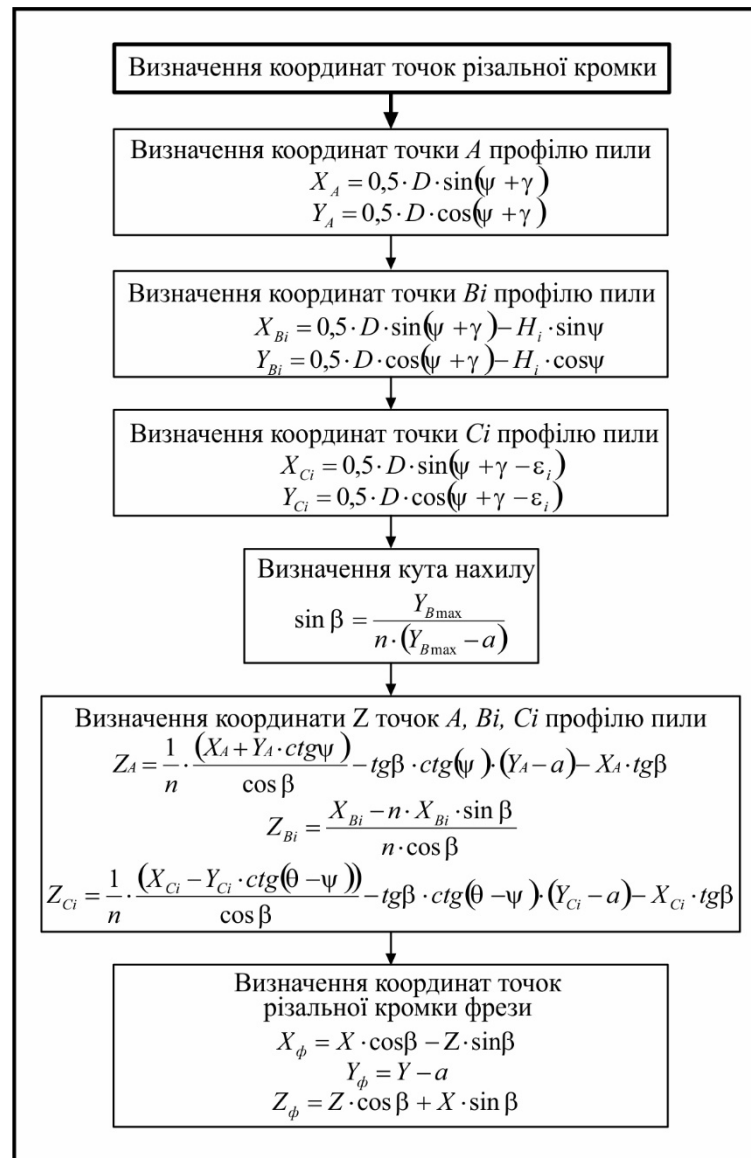 Визначення координат точок різальної кромки
Визначення координат точки A профілю пили
X_A = 0,5 · D · sin(ψ + γ)
Y_A = 0,5 · D · cos(ψ + γ)
Визначення координат точки Bi профілю пили
X_Bi = 0,5 · D · sin(ψ + γ) − H_i · sinψ
Y_Bi = 0,5 · D · cos(ψ + γ) − H_i · cosψ
Визначення координат точки Ci профілю пили
X_Ci = 0,5 · D · sin(ψ + γ − ε_i)
Y_Ci = 0,5 · D · cos(ψ + γ − ε_i)
Визначення кута нахилу
sin β = Y_Bmax / (n · (Y_Bmax − a))
Визначення координати Z точок A, Bi, Ci профілю пили
Z_A = 1/n · (X_A + Y_A · ctgψ)/cos β − tgβ · ctg(ψ) · (Y_A − a) − X_A · tgβ
Z_Bi = (X_Bi − n · X_Bi · sin β)/(n · cos β)
Z_Ci = 1/n · (X_Ci − Y_Ci · ctg(θ − ψ))/cos β − tgβ · ctg(θ − ψ) · (Y_Ci − a) − X_Ci · tgβ
Визначення координат точок
різальної кромки фрези
X_ф = X · cosβ − Z · sinβ
Y_ф = Y − a
Z_ф = Z · cos β + X · sin β